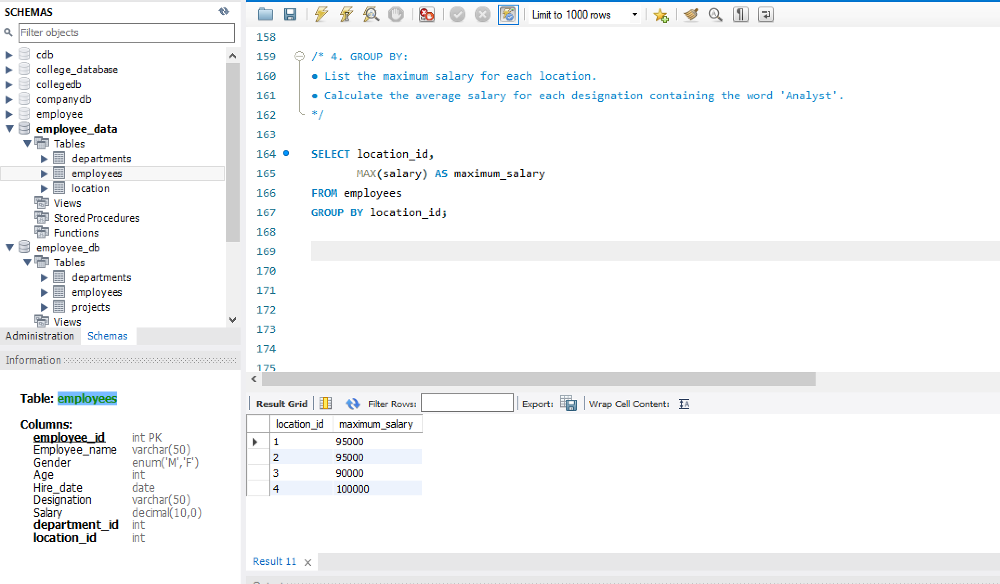 SCHEMAS
Filter objects
cdb
college_database
collegedb
companydb
employee
employee_data
Tables
departments
employees
location
Views
Stored Procedures
Functions
employee_db
Tables
departments
employees
projects
Views
Administration Schemas
Information
Table: employees
Columns:
employee_id int PK
Employee_name varchar(50)
Gender enum('M','F')
Age int
Hire_date date
Designation varchar(50)
Salary decimal(10,0)
department_id int
location_id int
Limit to 1000 rows
158
159 /* 4. GROUP BY:
160 • List the maximum salary for each location.
161 • Calculate the average salary for each designation containing the word 'Analyst'.
162 */
163
164 SELECT location_id,
165 MAX(salary) AS maximum_salary
166 FROM employees
167 GROUP BY location_id;
168
169
170
171
172
173
174
175
Result Grid Filter Rows: Export: Wrap Cell Content:
location_id maximum_salary
1 95000
2 95000
3 90000
4 100000
Result 11